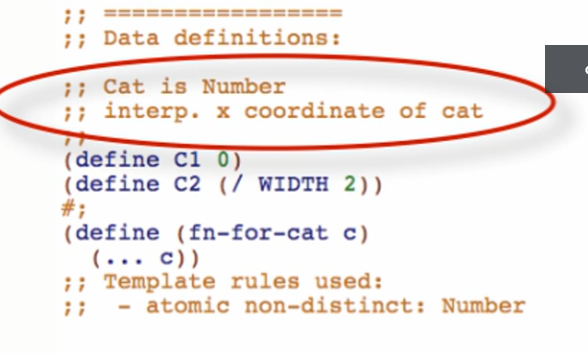 ;; =================
;; Data definitions:
;; Cat is Number
;; interp. x coordinate of cat
;;
(define C1 0)
(define C2 (/ WIDTH 2))
#;
(define (fn-for-cat c)
  (... c))
;; Template rules used:
;;  - atomic non-distinct: Number